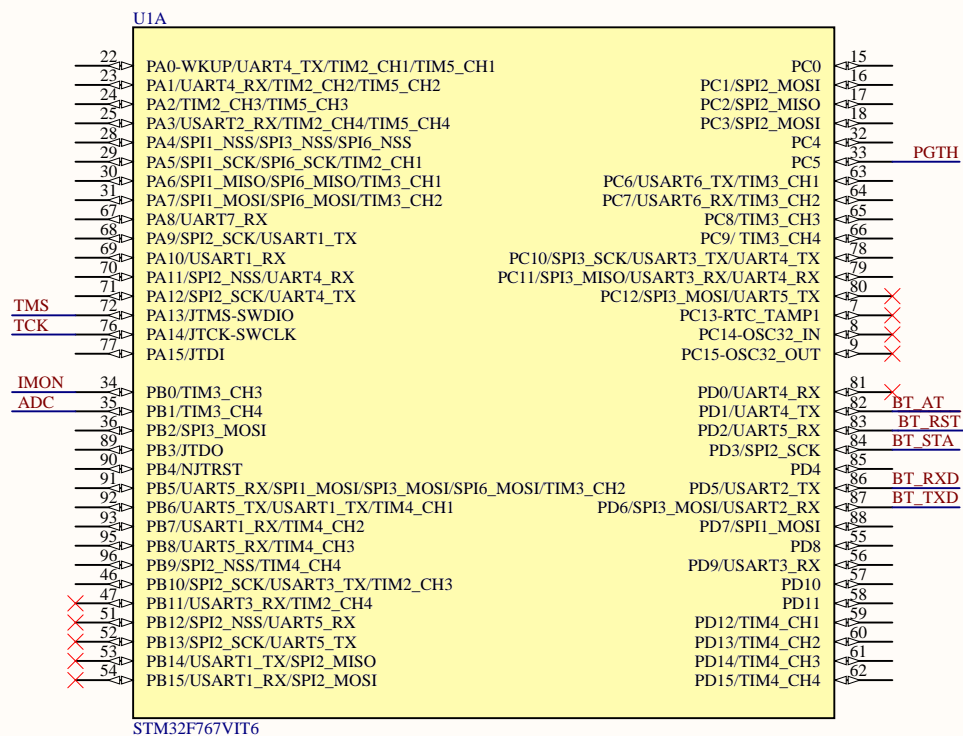 U1A
22 PA0-WKUP/UART4_TX/TIM2_CH1/TIM5_CH1 PC0 15
23 PA1/UART4_RX/TIM2_CH2/TIM5_CH2 PC1/SPI2_MOSI 16
24 PA2/TIM2_CH3/TIM5_CH3 PC2/SPI2_MISO 17
25 PA3/USART2_RX/TIM2_CH4/TIM5_CH4 PC3/SPI2_MOSI 18
28 PA4/SPI1_NSS/SPI3_NSS/SPI6_NSS PC4 32
29 PA5/SPI1_SCK/SPI6_SCK/TIM2_CH1 PC5 33 PGTH
30 PA6/SPI1_MISO/SPI6_MISO/TIM3_CH1 PC6/USART6_TX/TIM3_CH1 63
31 PA7/SPI1_MOSI/SPI6_MOSI/TIM3_CH2 PC7/USART6_RX/TIM3_CH2 64
67 PA8/UART7_RX PC8/TIM3_CH3 65
68 PA9/SPI2_SCK/USART1_TX PC9/ TIM3_CH4 66
69 PA10/USART1_RX PC10/SPI3_SCK/USART3_TX/UART4_TX 78
70 PA11/SPI2_NSS/UART4_RX PC11/SPI3_MISO/USART3_RX/UART4_RX 79
71 PA12/SPI2_SCK/UART4_TX PC12/SPI3_MOSI/UART5_TX 80
TMS 72 PA13/JTMS-SWDIO PC13-RTC_TAMP1 7
TCK 76 PA14/JTCK-SWCLK PC14-OSC32_IN 8
77 PA15/JTDI PC15-OSC32_OUT 9
IMON 34 PB0/TIM3_CH3 PD0/UART4_RX 81
ADC 35 PB1/TIM3_CH4 PD1/UART4_TX 82 BT_AT
36 PB2/SPI3_MOSI PD2/UART5_RX 83 BT_RST
89 PB3/JTDO PD3/SPI2_SCK 84 BT_STA
90 PB4/NJTRST PD4 85
91 PB5/UART5_RX/SPI1_MOSI/SPI3_MOSI/SPI6_MOSI/TIM3_CH2 PD5/USART2_TX 86 BT_RXD
92 PB6/UART5_TX/USART1_TX/TIM4_CH1 PD6/SPI3_MOSI/USART2_RX 87 BT_TXD
93 PB7/USART1_RX/TIM4_CH2 PD7/SPI1_MOSI 88
95 PB8/UART5_RX/TIM4_CH3 PD8 55
96 PB9/SPI2_NSS/TIM4_CH4 PD9/USART3_RX 56
46 PB10/SPI2_SCK/USART3_TX/TIM2_CH3 PD10 57
47 PB11/USART3_RX/TIM2_CH4 PD11 58
51 PB12/SPI2_NSS/UART5_RX PD12/TIM4_CH1 59
52 PB13/SPI2_SCK/UART5_TX PD13/TIM4_CH2 60
53 PB14/USART1_TX/SPI2_MISO PD14/TIM4_CH3 61
54 PB15/USART1_RX/SPI2_MOSI PD15/TIM4_CH4 62
STM32F767VIT6